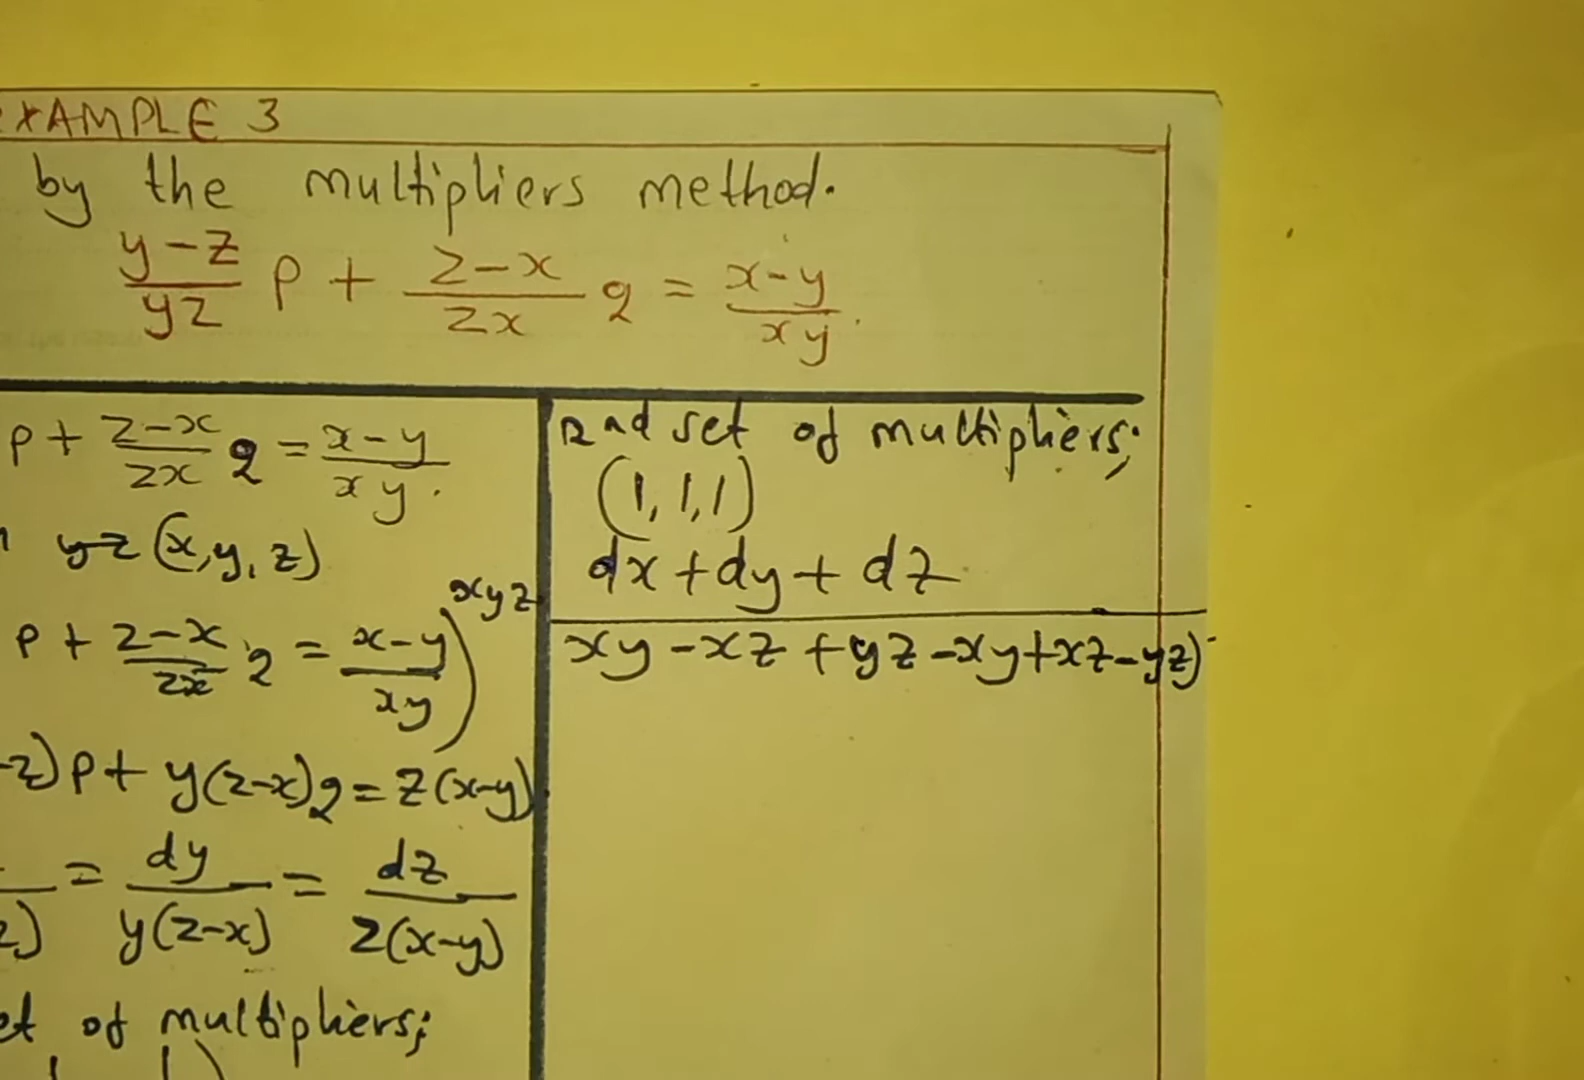 EXAMPLE 3
by the multipliers method.
y-z/yz p + z-x/zx q = x-y/xy.
p + z-x/zx q = x-y/xy.
yz (x, y, z)
p + z-x/zx q = x-y/xy) xyz
-z) p + y(z-x)q = z(x-y)
= dy/y(z-x) = dz/z(x-y)
of multipliers;
2nd set of multipliers;
(1, 1, 1)
dx + dy + dz
xy - xz + yz - xy + xz - yz)